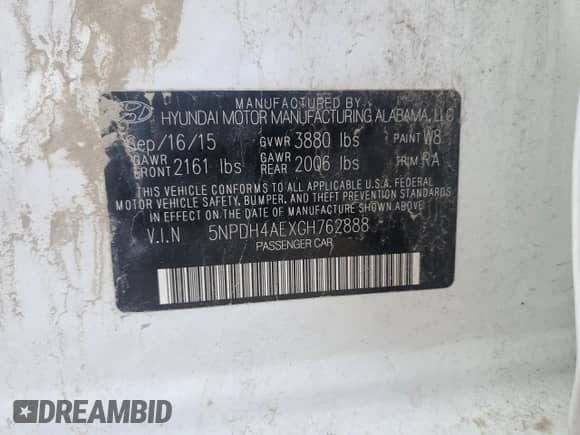 MANUFACTURED BY
HYUNDAI MOTOR MANUFACTURING ALABAMA, LLC
Sep/16/15 GVWR 3880 lbs PAINT W8
GAWR FRONT 2161 lbs GAWR REAR 2006 lbs TRIM RA
THIS VEHICLE CONFORMS TO ALL APPLICABLE U.S.A. FEDERAL
MOTOR VEHICLE SAFETY, BUMPER, AND THEFT PREVENTION STANDARDS
IN EFFECT ON THE DATE OF MANUFACTURE SHOWN ABOVE.
V.I.N 5NPDH4AEXGH762888
PASSENGER CAR
DREAMBID